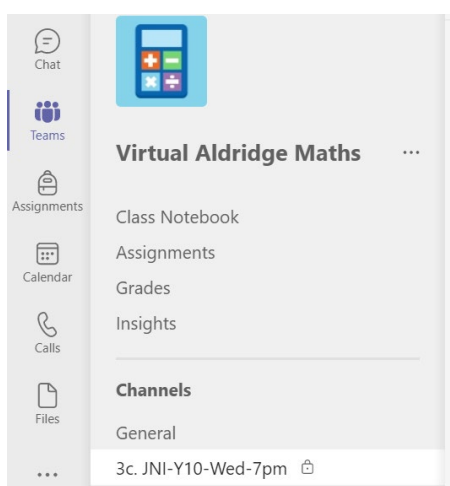 Chat
Teams
Assignments
Calendar
Calls
Files
...
Virtual Aldridge Maths ...
Class Notebook
Assignments
Grades
Insights
Channels
General
3c. JNI-Y10-Wed-7pm